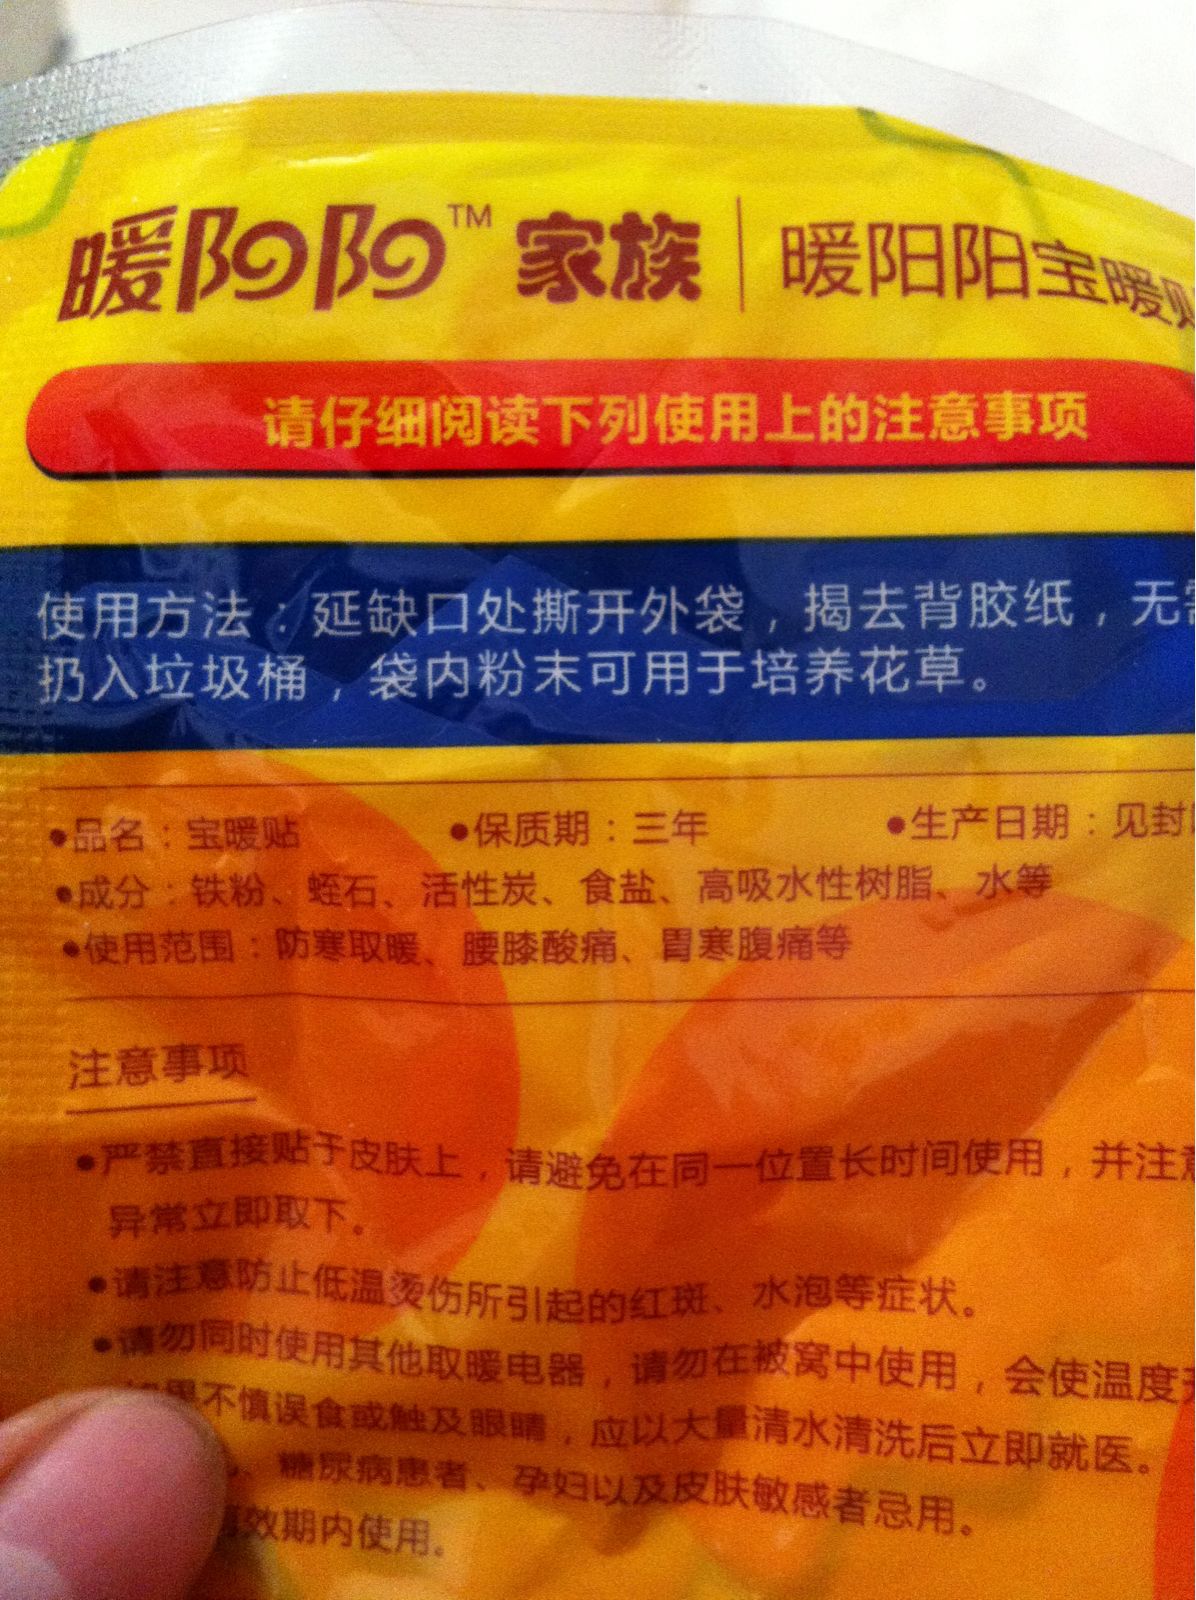 暖阳阳™ 家族 | 暖阳阳宝暖贴
请仔细阅读下列使用上的注意事项
使用方法：延缺口处撕开外袋，揭去背胶纸，无需
扔入垃圾桶，袋内粉末可用于培养花草。
●品名：宝暖贴 ●保质期：三年 ●生产日期：见封
●成分：铁粉、蛭石、活性炭、食盐、高吸水性树脂、水等
●使用范围：防寒取暖、腰膝酸痛、胃寒腹痛等
注意事项
●严禁直接贴于皮肤上，请避免在同一位置长时间使用，并注意
异常立即取下。
●请注意防止低温烫伤所引起的红斑、水泡等症状。
●请勿同时使用其他取暖电器，请勿在被窝中使用，会使温度
如果不慎误食或触及眼睛，应以大量清水清洗后立即就医。
、糖尿病患者、孕妇以及皮肤敏感者忌用。
有效期内使用。